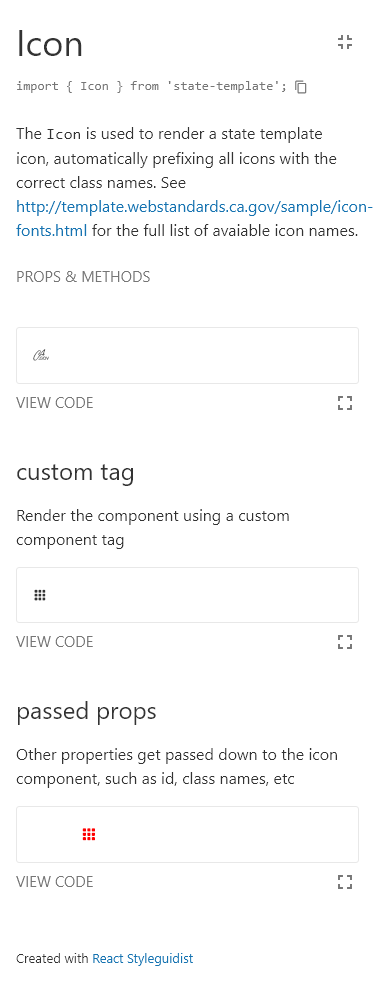 Icon
import { Icon } from 'state-template';
The Icon is used to render a state template
icon, automatically prefixing all icons with the
correct class names. See
http://template.webstandards.ca.gov/sample/icon-
fonts.html for the full list of avaiable icon names.
PROPS & METHODS
VIEW CODE
custom tag
Render the component using a custom
component tag
VIEW CODE
passed props
Other properties get passed down to the icon
component, such as id, class names, etc
VIEW CODE
Created with React Styleguidist